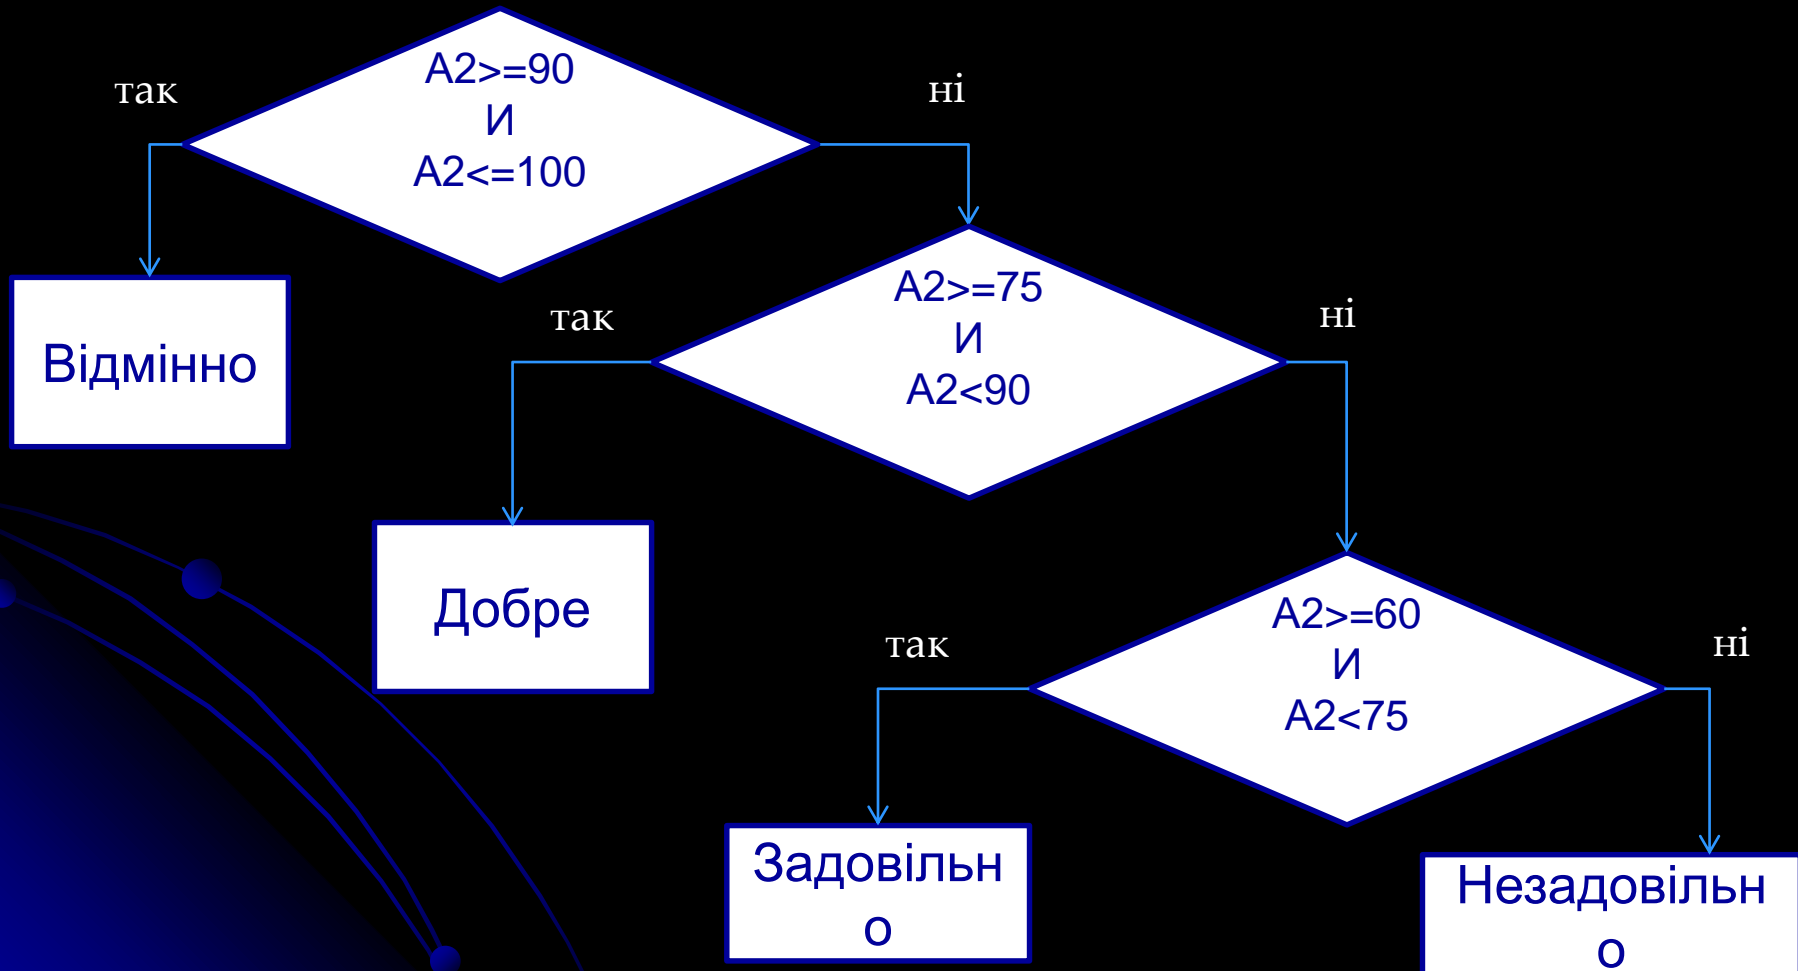 A2>=90
И
A2<=100
так
ні
Відмінно
A2>=75
И
A2<90
так
ні
Добре
A2>=60
И
A2<75
так
ні
Задовільн
о
Незадовільн
о